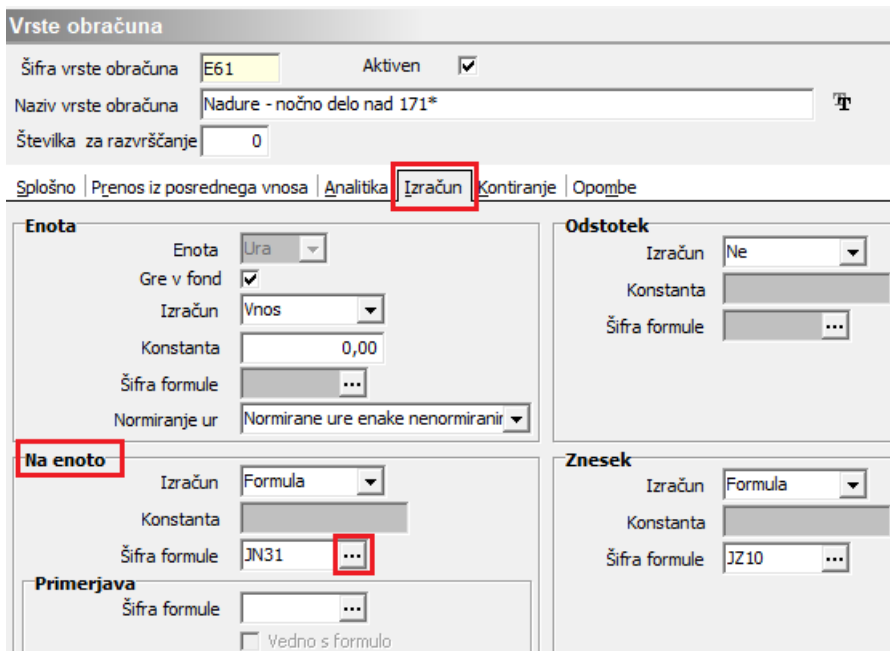 Vrste obračuna
Šifra vrste obračuna E61 Aktiven
Naziv vrste obračuna Nadure - nočno delo nad 171*
Številka za razvrščanje 0
Splošno Prenos iz posrednega vnosa Analitika Izračun Kontiranje Opombe
Enota
Enota Ura
Gre v fond
Izračun Vnos
Konstanta 0,00
Šifra formule ...
Normiranje ur Normirane ure enake nenormiranim
Odstotek
Izračun Ne
Konstanta
Šifra formule ...
Na enoto
Izračun Formula
Konstanta
Šifra formule JN31 ...
Primerjava
Šifra formule ...
Vedno s formulo
Znesek
Izračun Formula
Konstanta
Šifra formule JZ10 ...